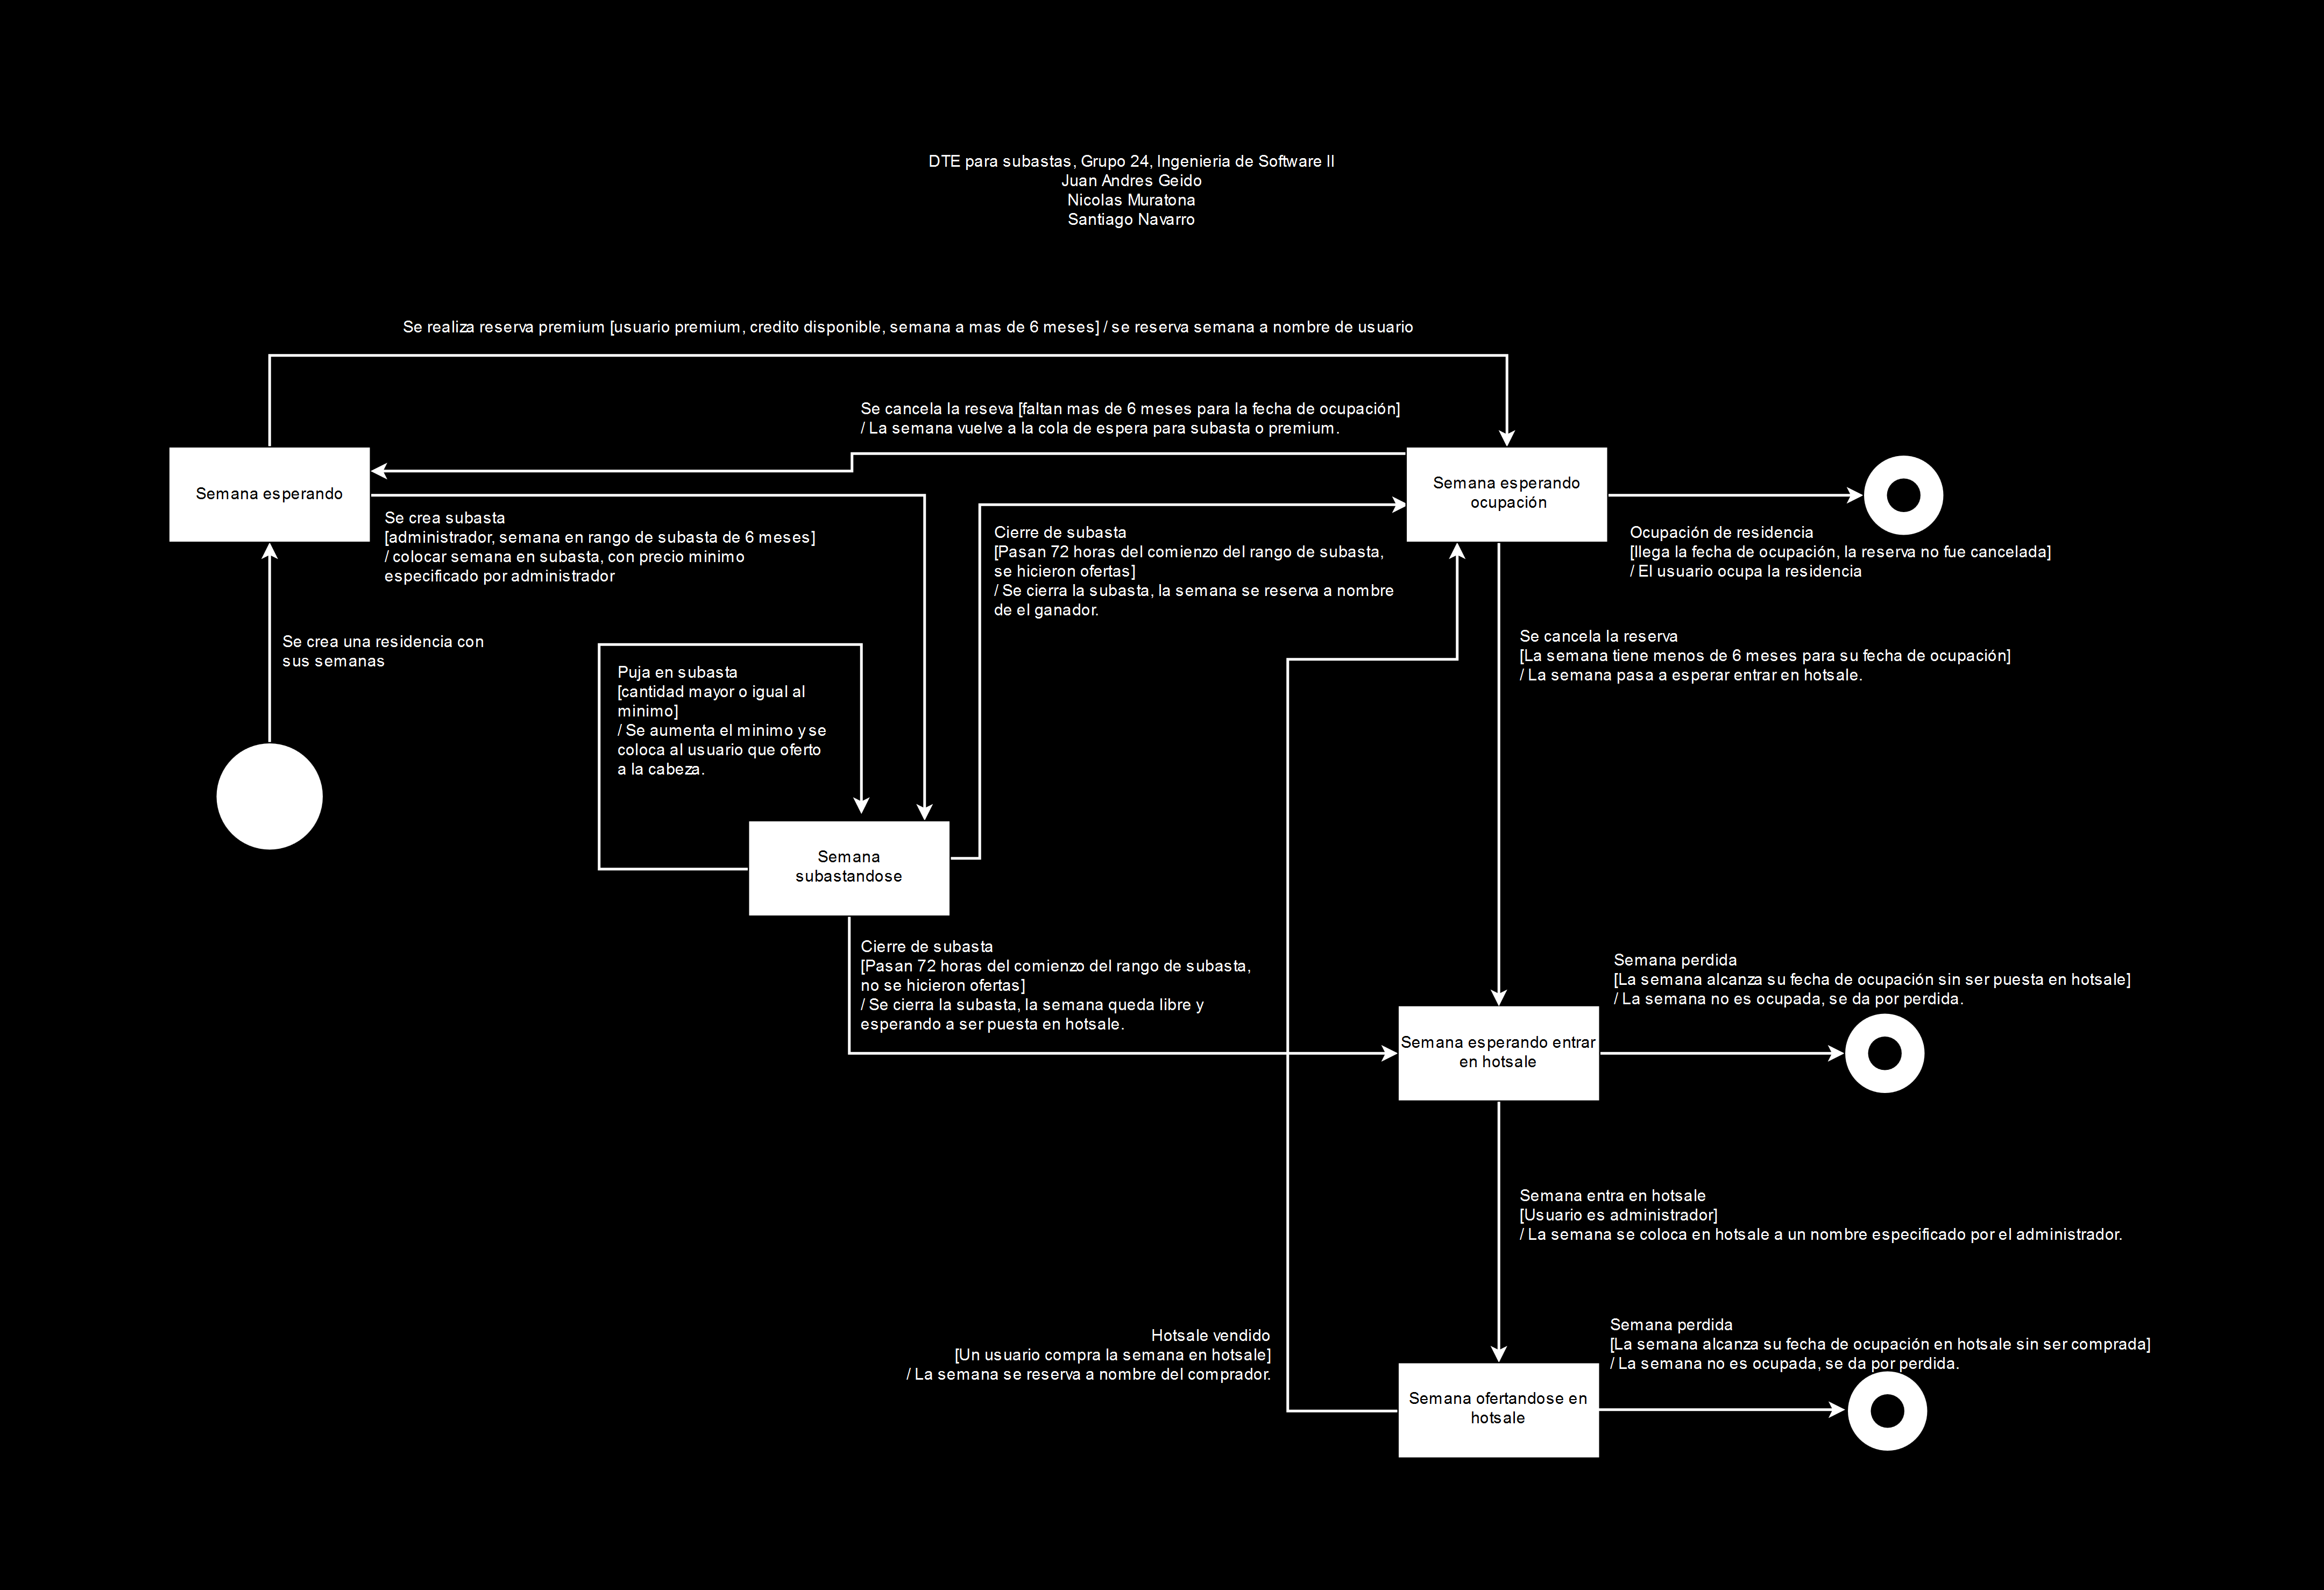 DTE para subastas, Grupo 24, Ingenieria de Software II
Juan Andres Geido
Nicolas Muratona
Santiago Navarro
Se realiza reserva premium [usuario premium, credito disponible, semana a mas de 6 meses] / se reserva semana a nombre de usuario
Se cancela la reseva [faltan mas de 6 meses para la fecha de ocupación]
/ La semana vuelve a la cola de espera para subasta o premium.
Semana esperando
Semana esperando
ocupación
Se crea subasta
[administrador, semana en rango de subasta de 6 meses]
/ colocar semana en subasta, con precio minimo
especificado por administrador
Cierre de subasta
[Pasan 72 horas del comienzo del rango de subasta,
se hicieron ofertas]
/ Se cierra la subasta, la semana se reserva a nombre
de el ganador.
Ocupación de residencia
[llega la fecha de ocupación, la reserva no fue cancelada]
/ El usuario ocupa la residencia
Se crea una residencia con
sus semanas
Puja en subasta
[cantidad mayor o igual al
minimo]
/ Se aumenta el minimo y se
coloca al usuario que oferto
a la cabeza.
Se cancela la reserva
[La semana tiene menos de 6 meses para su fecha de ocupación]
/ La semana pasa a esperar entrar en hotsale.
Semana
subastandose
Cierre de subasta
[Pasan 72 horas del comienzo del rango de subasta,
no se hicieron ofertas]
/ Se cierra la subasta, la semana queda libre y
esperando a ser puesta en hotsale.
Semana perdida
[La semana alcanza su fecha de ocupación sin ser puesta en hotsale]
/ La semana no es ocupada, se da por perdida.
Semana esperando entrar
en hotsale
Semana entra en hotsale
[Usuario es administrador]
/ La semana se coloca en hotsale a un nombre especificado por el administrador.
Hotsale vendido
[Un usuario compra la semana en hotsale]
/ La semana se reserva a nombre del comprador.
Semana perdida
[La semana alcanza su fecha de ocupación en hotsale sin ser comprada]
/ La semana no es ocupada, se da por perdida.
Semana ofertandose en
hotsale